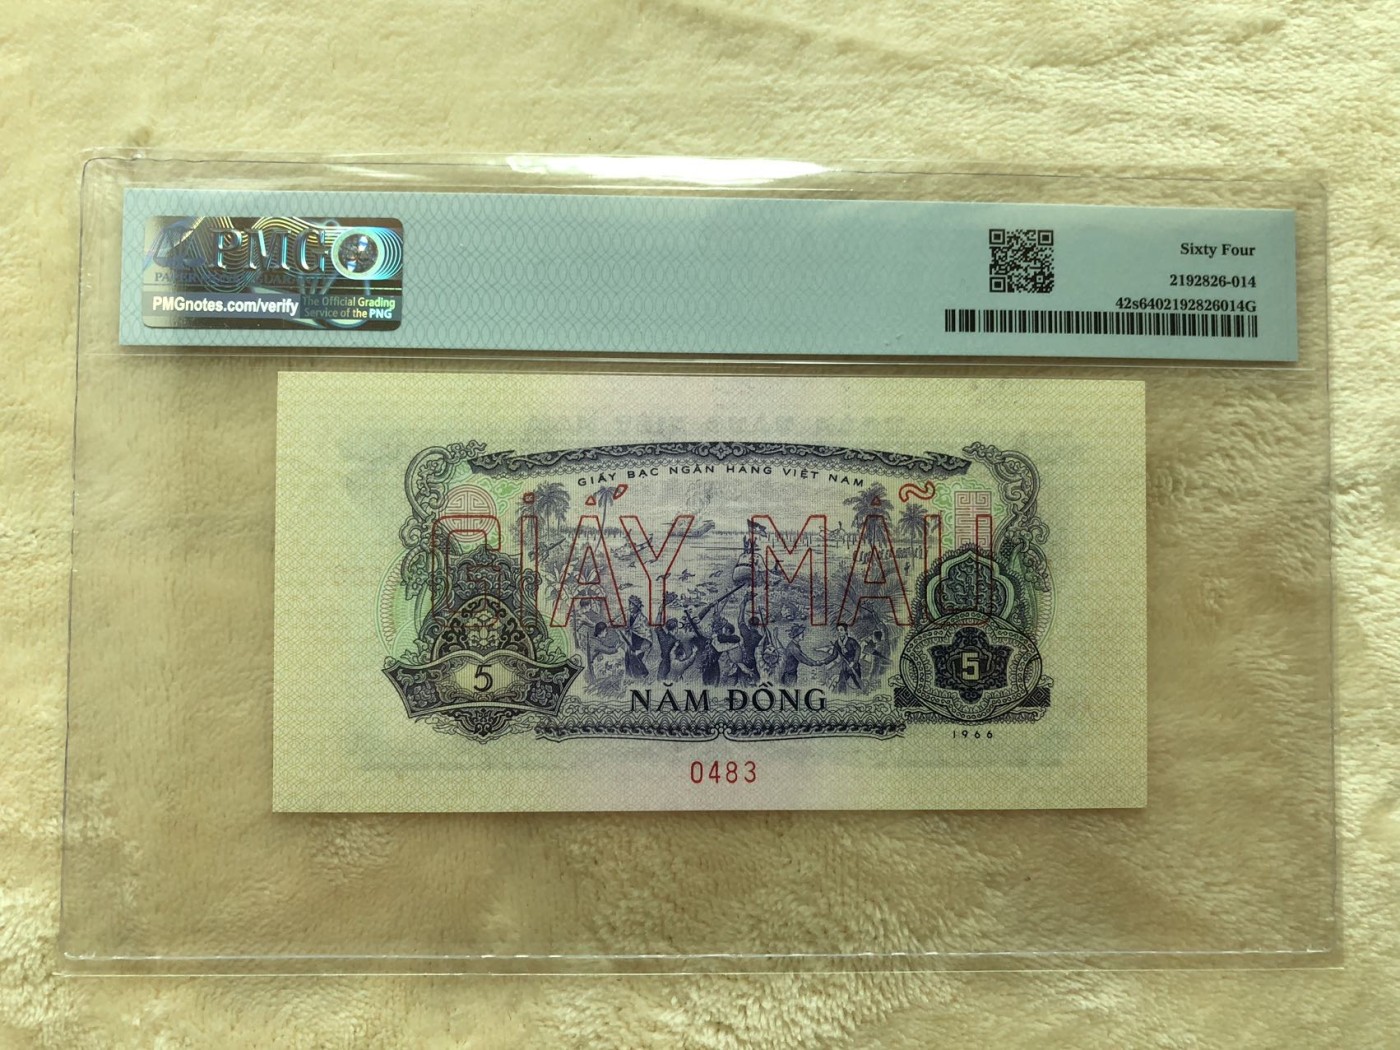 PMG
PMGnotes.com/verify
The Official Grading
Service of the PNG
Sixty Four
2192826-014
42s6402192826014G
GIẤY BẠC NGÂN HÀNG VIỆT NAM
GIẤY MẪU
5
5
NĂM ĐỒNG
1966
0483